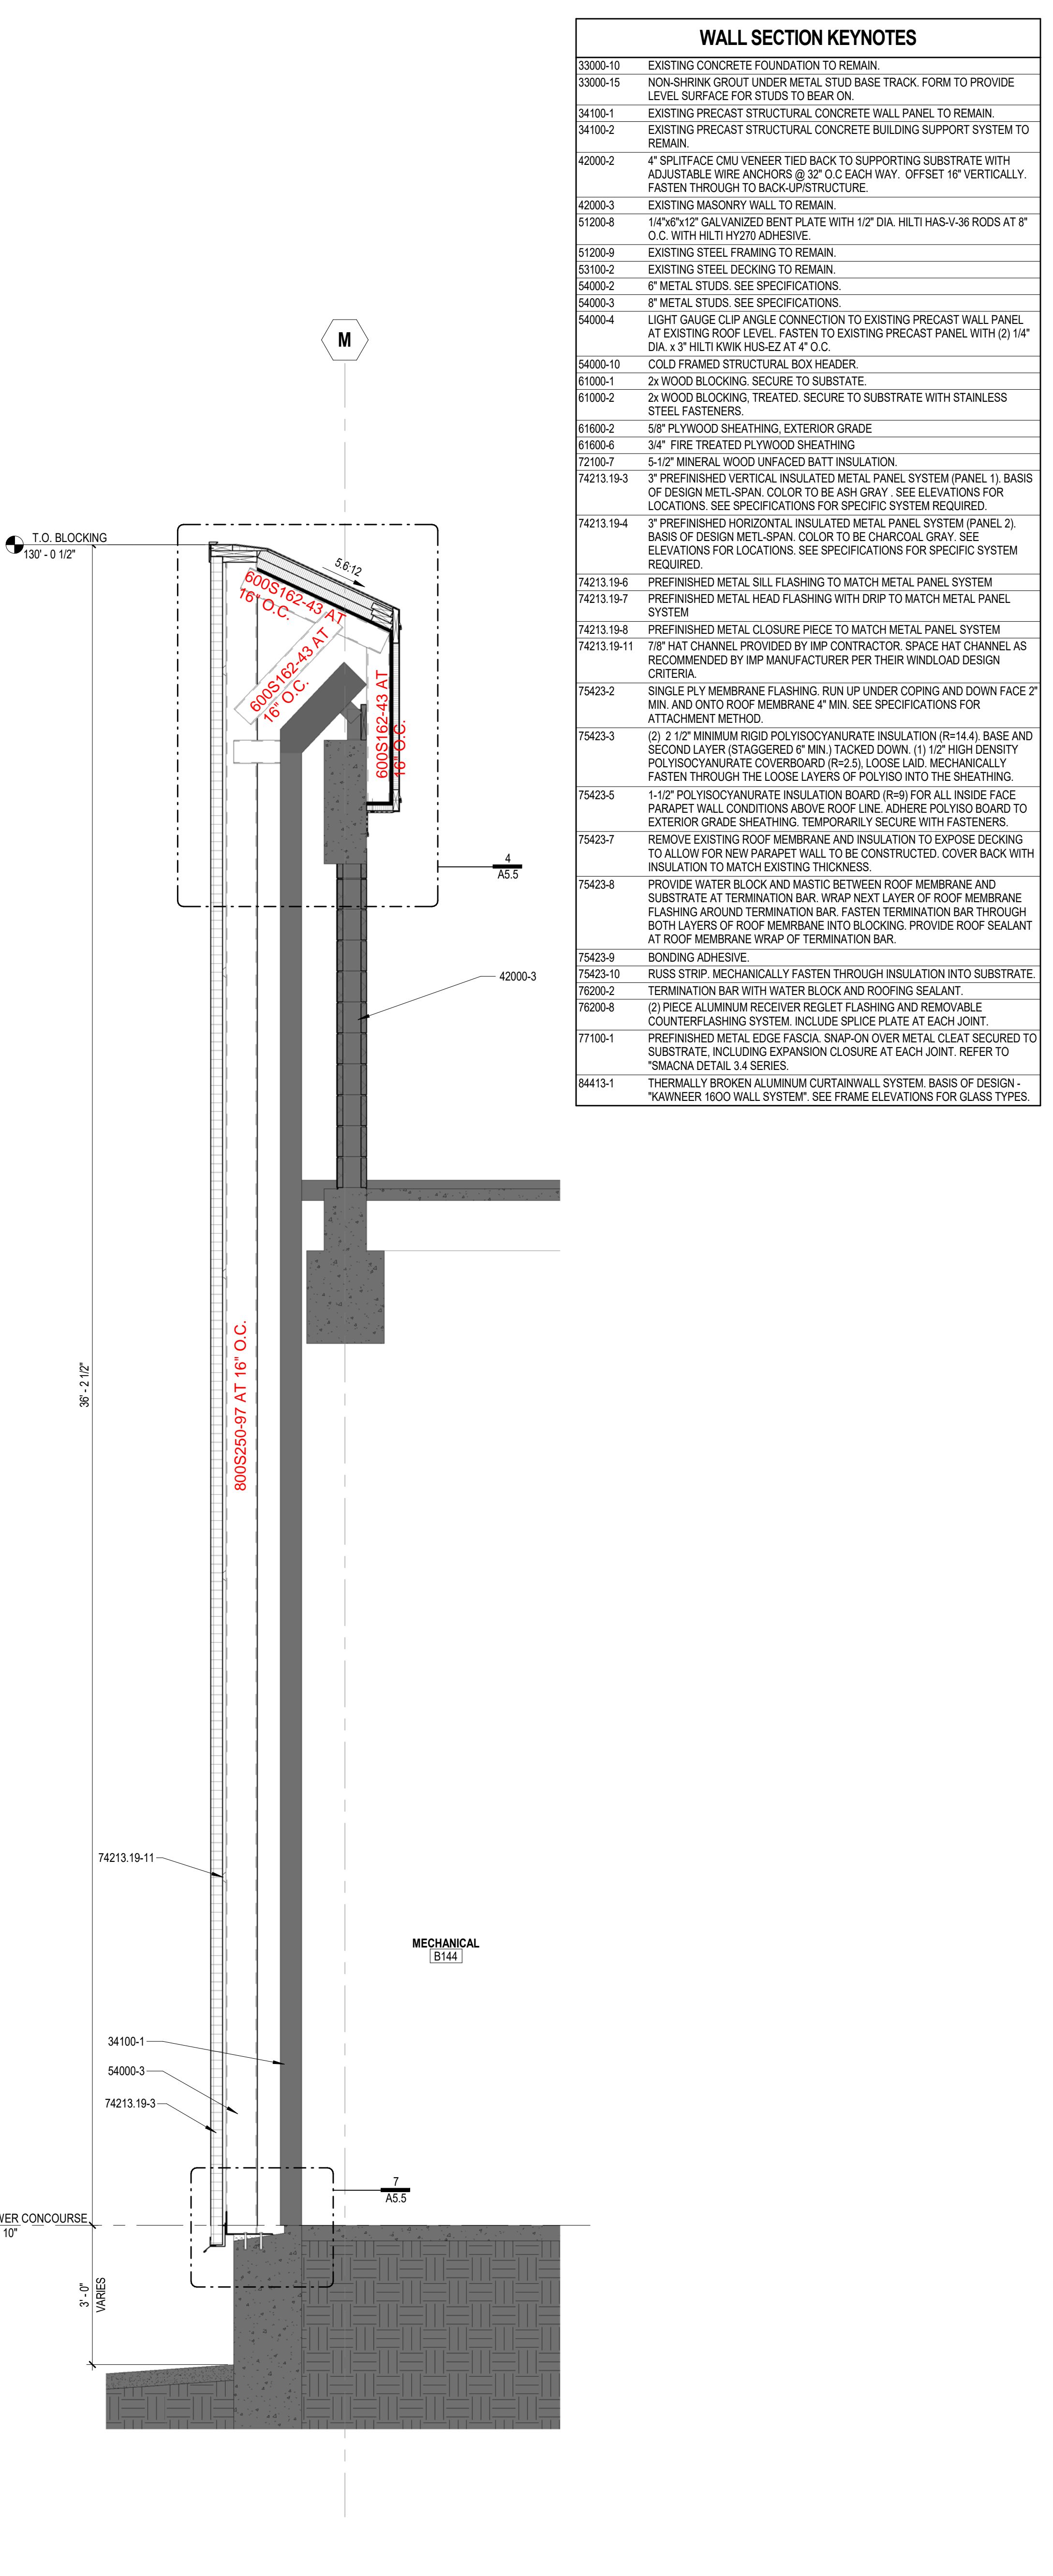 WALL SECTION KEYNOTES
33000-10 EXISTING CONCRETE FOUNDATION TO REMAIN.
33000-15 NON-SHRINK GROUT UNDER METAL STUD BASE TRACK. FORM TO PROVIDE
LEVEL SURFACE FOR STUDS TO BEAR ON.
34100-1 EXISTING PRECAST STRUCTURAL CONCRETE WALL PANEL TO REMAIN.
34100-2 EXISTING PRECAST STRUCTURAL CONCRETE BUILDING SUPPORT SYSTEM TO
REMAIN.
42000-2 4" SPLITFACE CMU VENEER TIED BACK TO SUPPORTING SUBSTRATE WITH
ADJUSTABLE WIRE ANCHORS @ 32" O.C EACH WAY. OFFSET 16" VERTICALLY.
FASTEN THROUGH TO BACK-UP/STRUCTURE.
42000-3 EXISTING MASONRY WALL TO REMAIN.
51200-8 1/4"x6"x12" GALVANIZED BENT PLATE WITH 1/2" DIA. HILTI HAS-V-36 RODS AT 8"
O.C. WITH HILTI HY270 ADHESIVE.
51200-9 EXISTING STEEL FRAMING TO REMAIN.
53100-2 EXISTING STEEL DECKING TO REMAIN.
54000-2 6" METAL STUDS. SEE SPECIFICATIONS.
54000-3 8" METAL STUDS. SEE SPECIFICATIONS.
54000-4 LIGHT GAUGE CLIP ANGLE CONNECTION TO EXISTING PRECAST WALL PANEL
AT EXISTING ROOF LEVEL. FASTEN TO EXISTING PRECAST PANEL WITH (2) 1/4"
DIA. x 3" HILTI KWIK HUS-EZ AT 4" O.C.
54000-10 COLD FRAMED STRUCTURAL BOX HEADER.
61000-1 2x WOOD BLOCKING. SECURE TO SUBSTATE.
61000-2 2x WOOD BLOCKING, TREATED. SECURE TO SUBSTRATE WITH STAINLESS
STEEL FASTENERS.
61600-2 5/8" PLYWOOD SHEATHING, EXTERIOR GRADE
61600-6 3/4" FIRE TREATED PLYWOOD SHEATHING
72100-7 5-1/2" MINERAL WOOD UNFACED BATT INSULATION.
74213.19-3 3" PREFINISHED VERTICAL INSULATED METAL PANEL SYSTEM (PANEL 1). BASIS
OF DESIGN METL-SPAN. COLOR TO BE ASH GRAY . SEE ELEVATIONS FOR
LOCATIONS. SEE SPECIFICATIONS FOR SPECIFIC SYSTEM REQUIRED.
74213.19-4 3" PREFINISHED HORIZONTAL INSULATED METAL PANEL SYSTEM (PANEL 2).
BASIS OF DESIGN METL-SPAN. COLOR TO BE CHARCOAL GRAY. SEE
ELEVATIONS FOR LOCATIONS. SEE SPECIFICATIONS FOR SPECIFIC SYSTEM
REQUIRED.
74213.19-6 PREFINISHED METAL SILL FLASHING TO MATCH METAL PANEL SYSTEM
74213.19-7 PREFINISHED METAL HEAD FLASHING WITH DRIP TO MATCH METAL PANEL
SYSTEM
74213.19-8 PREFINISHED METAL CLOSURE PIECE TO MATCH METAL PANEL SYSTEM
74213.19-11 7/8" HAT CHANNEL PROVIDED BY IMP CONTRACTOR. SPACE HAT CHANNEL AS
RECOMMENDED BY IMP MANUFACTURER PER THEIR WINDLOAD DESIGN
CRITERIA.
75423-2 SINGLE PLY MEMBRANE FLASHING. RUN UP UNDER COPING AND DOWN FACE 2"
MIN. AND ONTO ROOF MEMBRANE 4" MIN. SEE SPECIFICATIONS FOR
ATTACHMENT METHOD.
75423-3 (2) 2 1/2" MINIMUM RIGID POLYISOCYANURATE INSULATION (R=14.4). BASE AND
SECOND LAYER (STAGGERED 6" MIN.) TACKED DOWN. (1) 1/2" HIGH DENSITY
POLYISOCYANURATE COVERBOARD (R=2.5), LOOSE LAID. MECHANICALLY
FASTEN THROUGH THE LOOSE LAYERS OF POLYISO INTO THE SHEATHING.
75423-5 1-1/2" POLYISOCYANURATE INSULATION BOARD (R=9) FOR ALL INSIDE FACE
PARAPET WALL CONDITIONS ABOVE ROOF LINE. ADHERE POLYISO BOARD TO
EXTERIOR GRADE SHEATHING. TEMPORARILY SECURE WITH FASTENERS.
75423-7 REMOVE EXISTING ROOF MEMBRANE AND INSULATION TO EXPOSE DECKING
TO ALLOW FOR NEW PARAPET WALL TO BE CONSTRUCTED. COVER BACK WITH
INSULATION TO MATCH EXISTING THICKNESS.
75423-8 PROVIDE WATER BLOCK AND MASTIC BETWEEN ROOF MEMBRANE AND
SUBSTRATE AT TERMINATION BAR. WRAP NEXT LAYER OF ROOF MEMBRANE
FLASHING AROUND TERMINATION BAR. FASTEN TERMINATION BAR THROUGH
BOTH LAYERS OF ROOF MEMRBANE INTO BLOCKING. PROVIDE ROOF SEALANT
AT ROOF MEMBRANE WRAP OF TERMINATION BAR.
75423-9 BONDING ADHESIVE.
75423-10 RUSS STRIP. MECHANICALLY FASTEN THROUGH INSULATION INTO SUBSTRATE.
76200-2 TERMINATION BAR WITH WATER BLOCK AND ROOFING SEALANT.
76200-8 (2) PIECE ALUMINUM RECEIVER REGLET FLASHING AND REMOVABLE
COUNTERFLASHING SYSTEM. INCLUDE SPLICE PLATE AT EACH JOINT.
77100-1 PREFINISHED METAL EDGE FASCIA. SNAP-ON OVER METAL CLEAT SECURED TO
SUBSTRATE, INCLUDING EXPANSION CLOSURE AT EACH JOINT. REFER TO
"SMACNA DETAIL 3.4 SERIES.
84413-1 THERMALLY BROKEN ALUMINUM CURTAINWALL SYSTEM. BASIS OF DESIGN -
"KAWNEER 16OO WALL SYSTEM". SEE FRAME ELEVATIONS FOR GLASS TYPES.
M
T.O. BLOCKING
130' - 0 1/2"
5.6:12
600S162-43 AT
16" O.C.
600S162-43 AT
16" O.C.
600S162-43 AT
16" O.C.
4
A5.5
42000-3
36' - 2 1/2"
800S250-97 AT 16" O.C.
74213.19-11
MECHANICAL
B144
34100-1
54000-3
74213.19-3
7
A5.5
WER CONCOURSE
10"
3' - 0"
VARIES